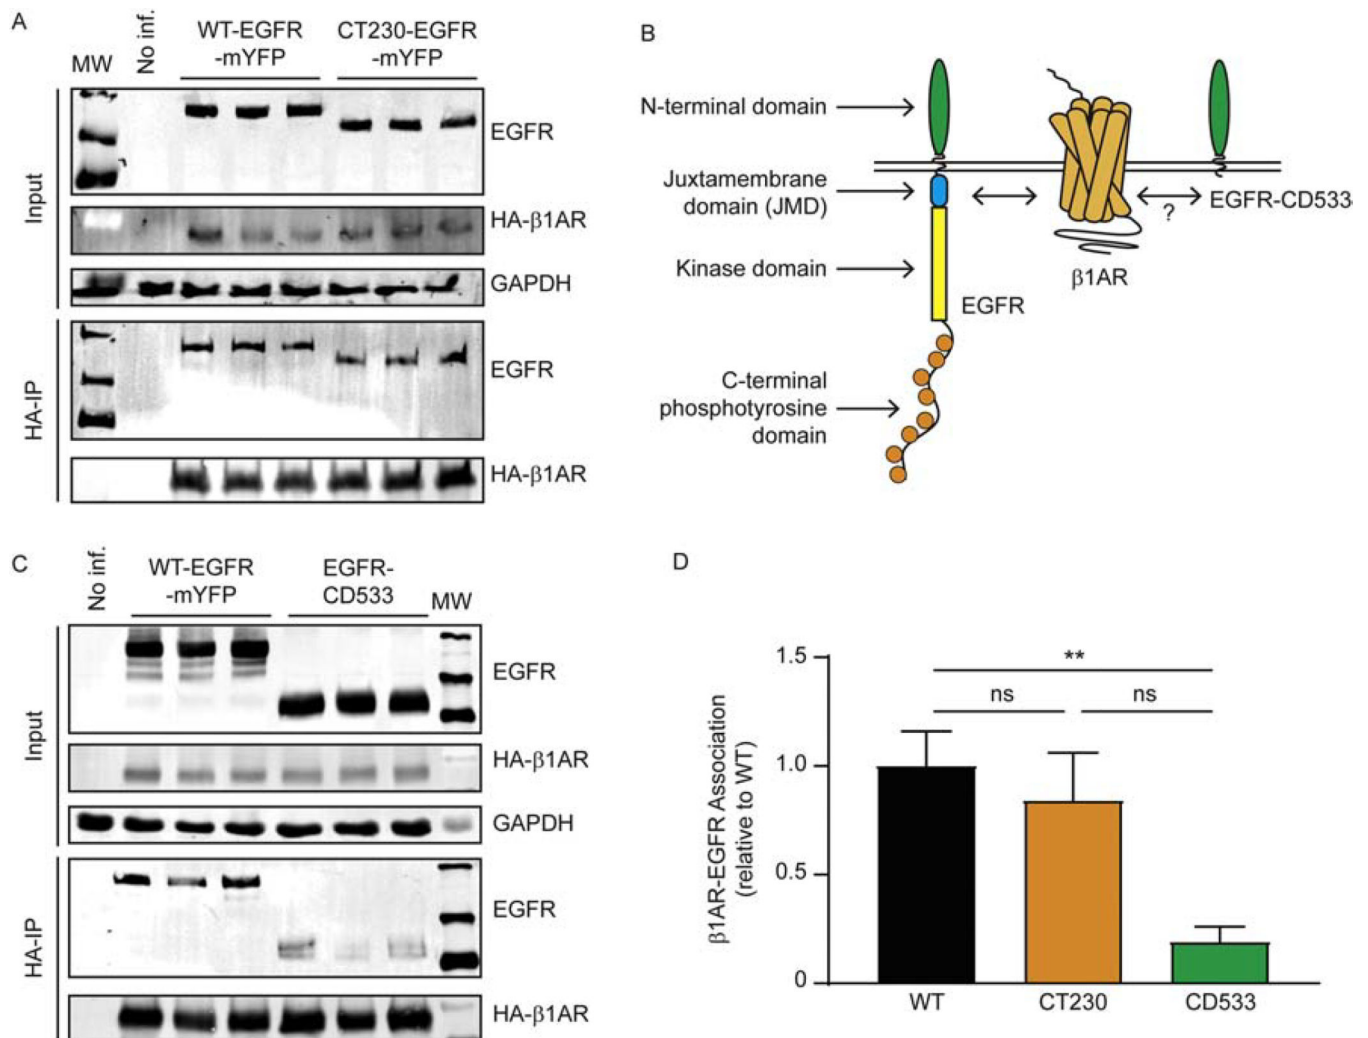 A
MW
No inf.
WT-EGFR
-mYFP
CT230-EGFR
-mYFP
Input
EGFR
HA-β1AR
GAPDH
HA-IP
EGFR
HA-β1AR
B
N-terminal domain
Juxtamembrane
domain (JMD)
Kinase domain
C-terminal
phosphotyrosine
domain
EGFR
β1AR
?
EGFR-CD533
C
No inf.
WT-EGFR
-mYFP
EGFR-
CD533
MW
Input
EGFR
HA-β1AR
GAPDH
HA-IP
EGFR
HA-β1AR
D
β1AR-EGFR Association
(relative to WT)
1.5
1.0
0.5
0
**
ns
ns
WT
CT230
CD533